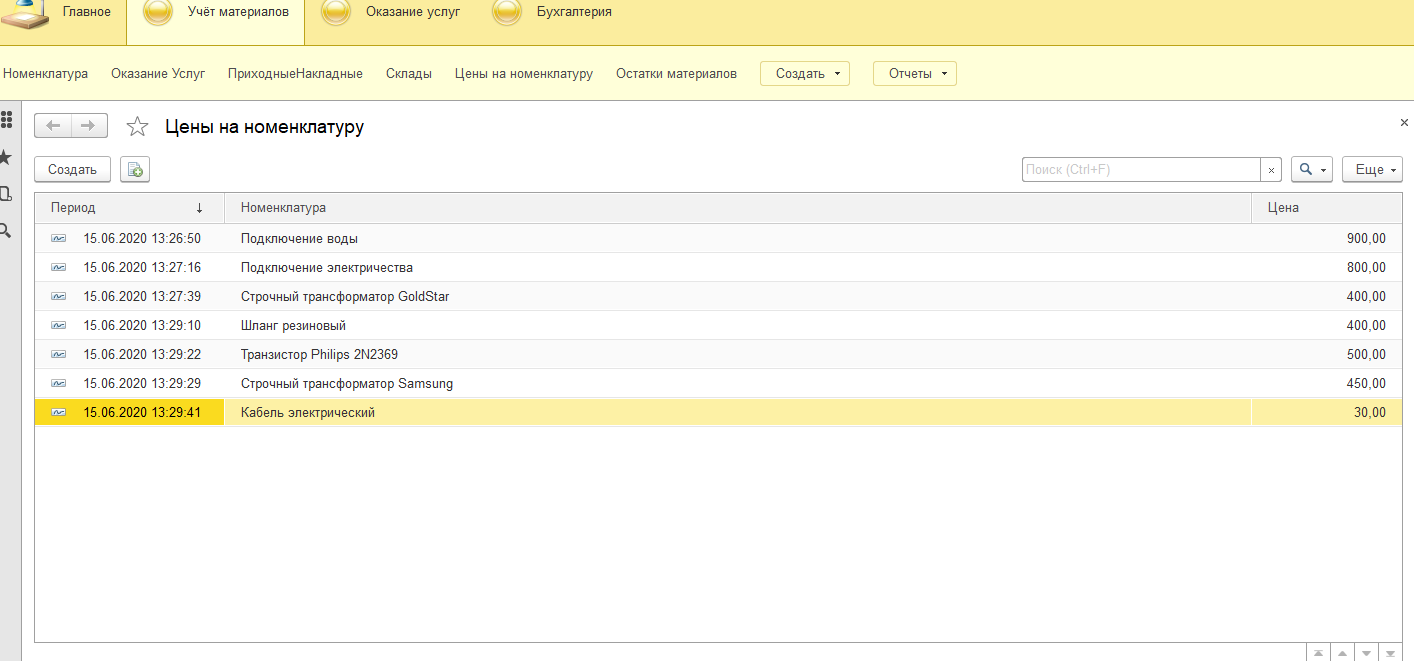 Главное Учёт материалов Оказание услуг Бухгалтерия
Номенклатура Оказание Услуг ПриходныеНакладные Склады Цены на номенклатуру Остатки материалов Создать Отчеты
Цены на номенклатуру
Создать Поиск (Ctrl+F) Еще
Период Номенклатура Цена
15.06.2020 13:26:50 Подключение воды 900,00
15.06.2020 13:27:16 Подключение электричества 800,00
15.06.2020 13:27:39 Строчный трансформатор GoldStar 400,00
15.06.2020 13:29:10 Шланг резиновый 400,00
15.06.2020 13:29:22 Транзистор Philips 2N2369 500,00
15.06.2020 13:29:29 Строчный трансформатор Samsung 450,00
15.06.2020 13:29:41 Кабель электрический 30,00